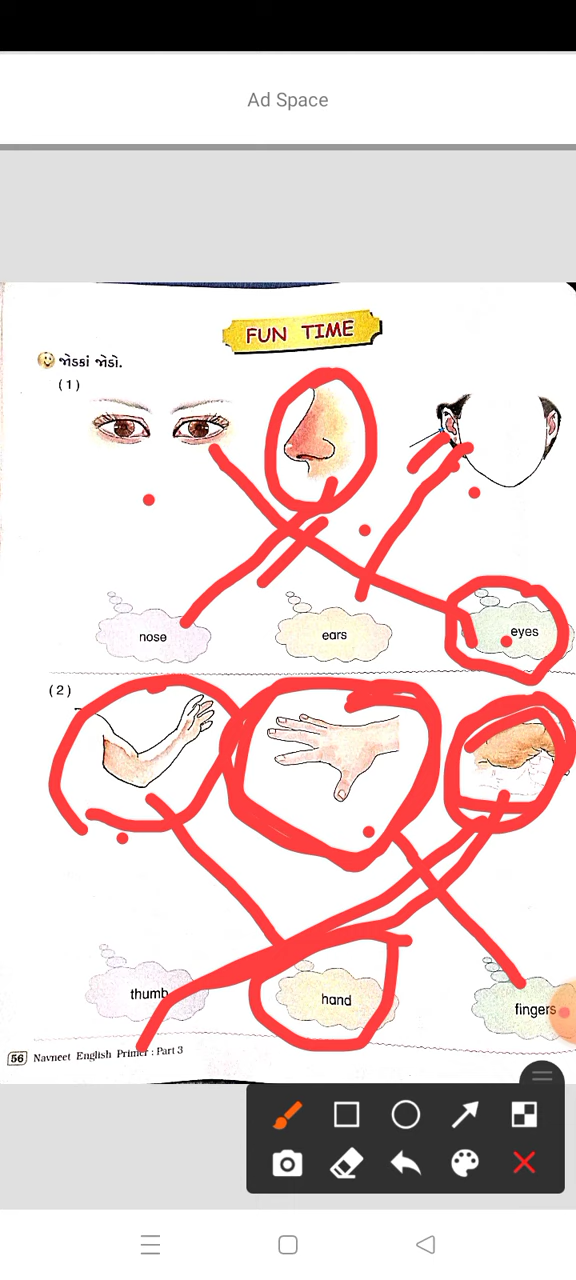 Ad Space
FUN TIME
જોડકાં જોડો.
(1)
nose
ears
eyes
(2)
thumb
hand
fingers
56 Navneet English Primer : Part 3